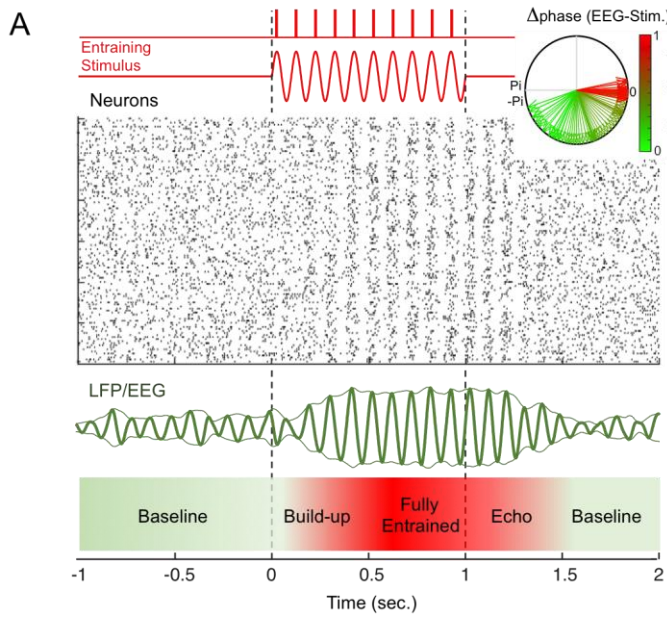 A
Δphase (EEG-Stim.)
1
Entraining
Stimulus
Pi
-Pi
0
0
Neurons
LFP/EEG
Baseline
Build-up
Fully
Entrained
Echo
Baseline
-1
-0.5
0
0.5
1
1.5
2
Time (sec.)